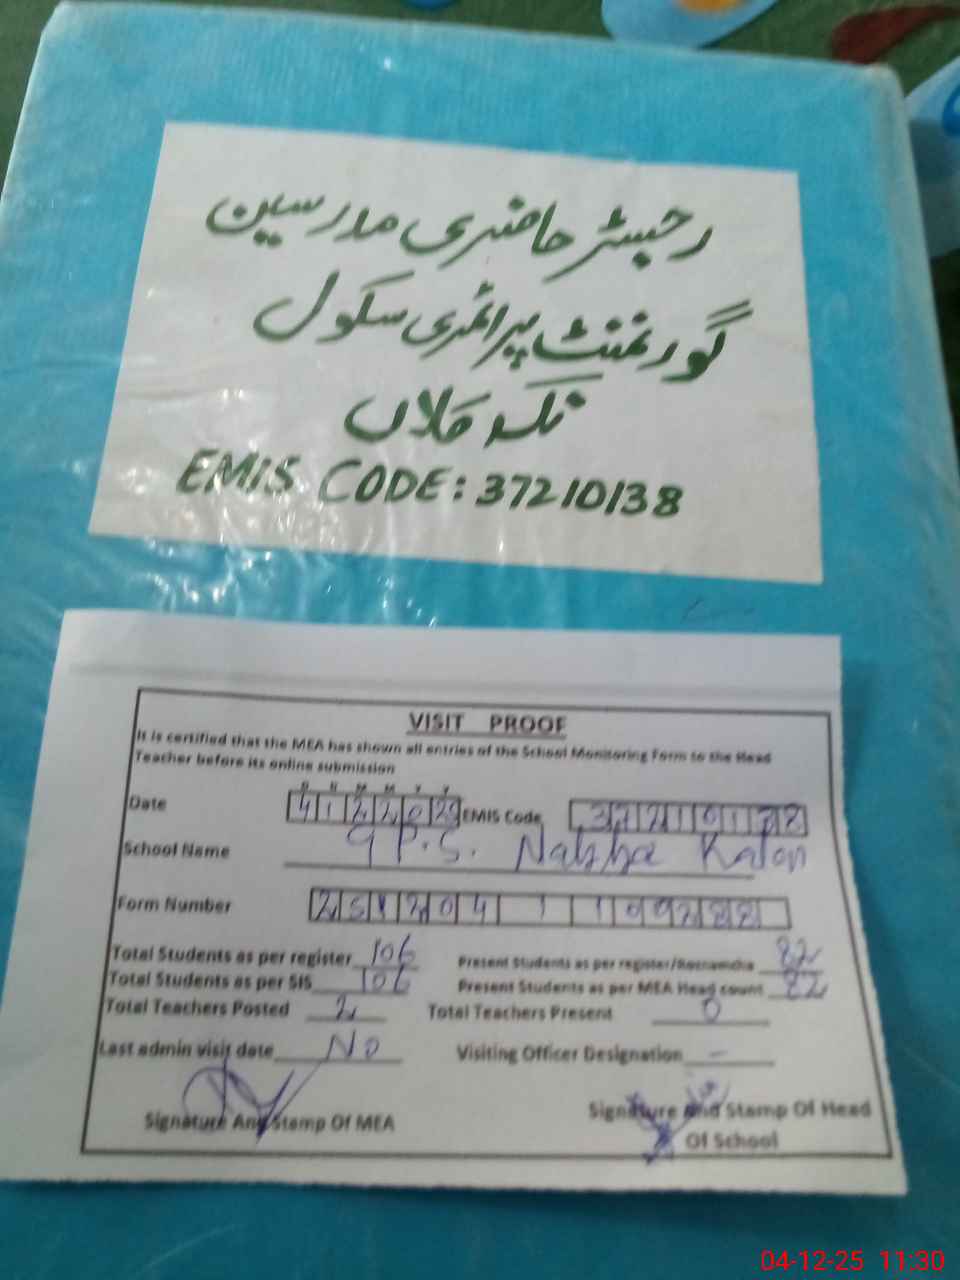 رجسٹر حاضری مدرسین
گورنمنٹ پرائمری سکول
نکہ کلاں
EMIS CODE: 37210138
VISIT PROOF
It is certified that the MEA has shown all entries of the School Monitoring Form to the Head
Teacher before its online submission
Date 41220 EMIS Code 37210138
School Name G P.S. Nakka Kalan
Form Number
Total Students as per register 106 Present Students as per register/Roznamcha 82
Total Students as per SIS 106 Present Students as per MEA Head count 82
Total Teachers Posted 2 Total Teachers Present 0
Last admin visit date No Visiting Officer Designation —
Signature And Stamp Of MEA Signature And Stamp Of Head
Of School
04-12-25 11:30